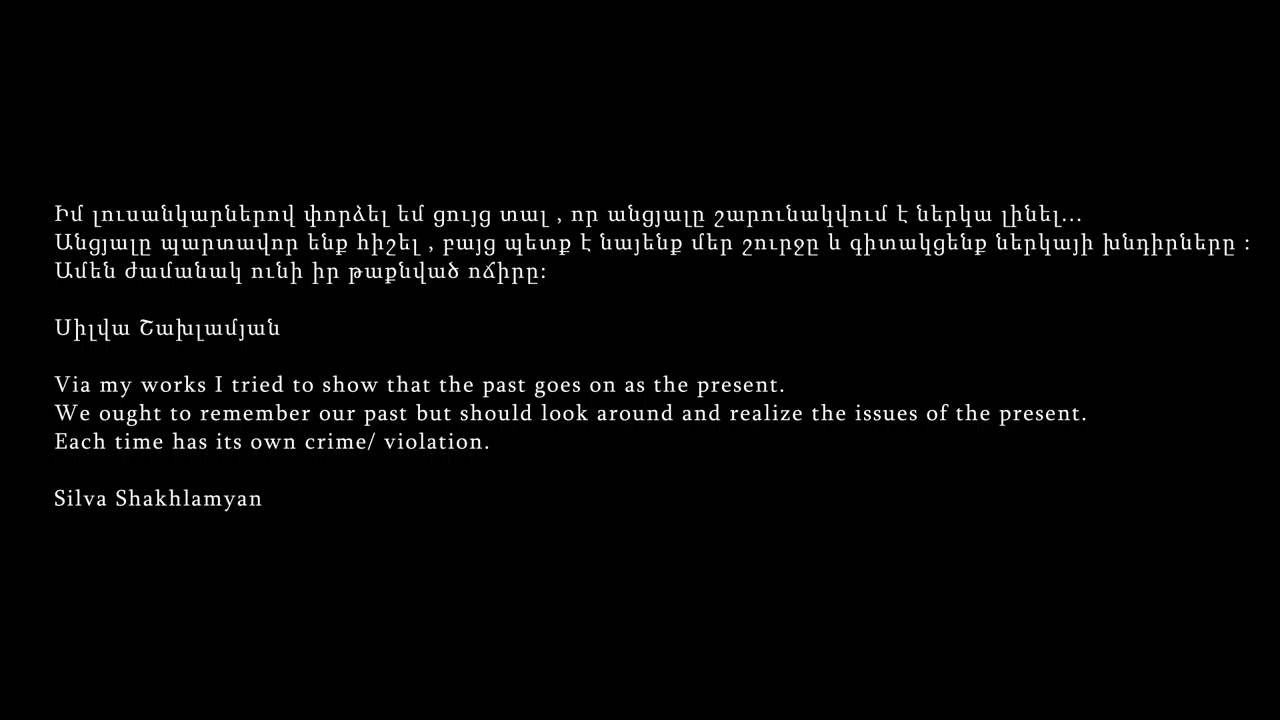 Իմ լուսանկարներով փորձել եմ ցույց տալ , որ անցյալը շարունակվում է ներկա լինել...
Անցյալը պարտավոր ենք հիշել , բայց պետք է նայենք մեր շուրջը և գիտակցենք ներկայի խնդիրները :
Ամեն ժամանակ ունի իր թաքնված ոճիրը:
Սիլվա Շախլամյան
Via my works I tried to show that the past goes on as the present.
We ought to remember our past but should look around and realize the issues of the present.
Each time has its own crime/ violation.
Silva Shakhlamyan